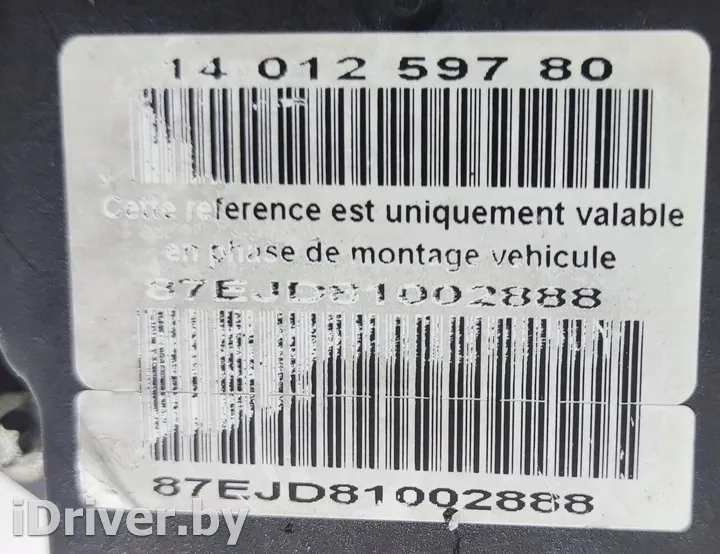 14 012 597 80
Cette reference est uniquement valable
en phase de montage vehicule
87EJD81002888
87EJD81002888
iDriver.by